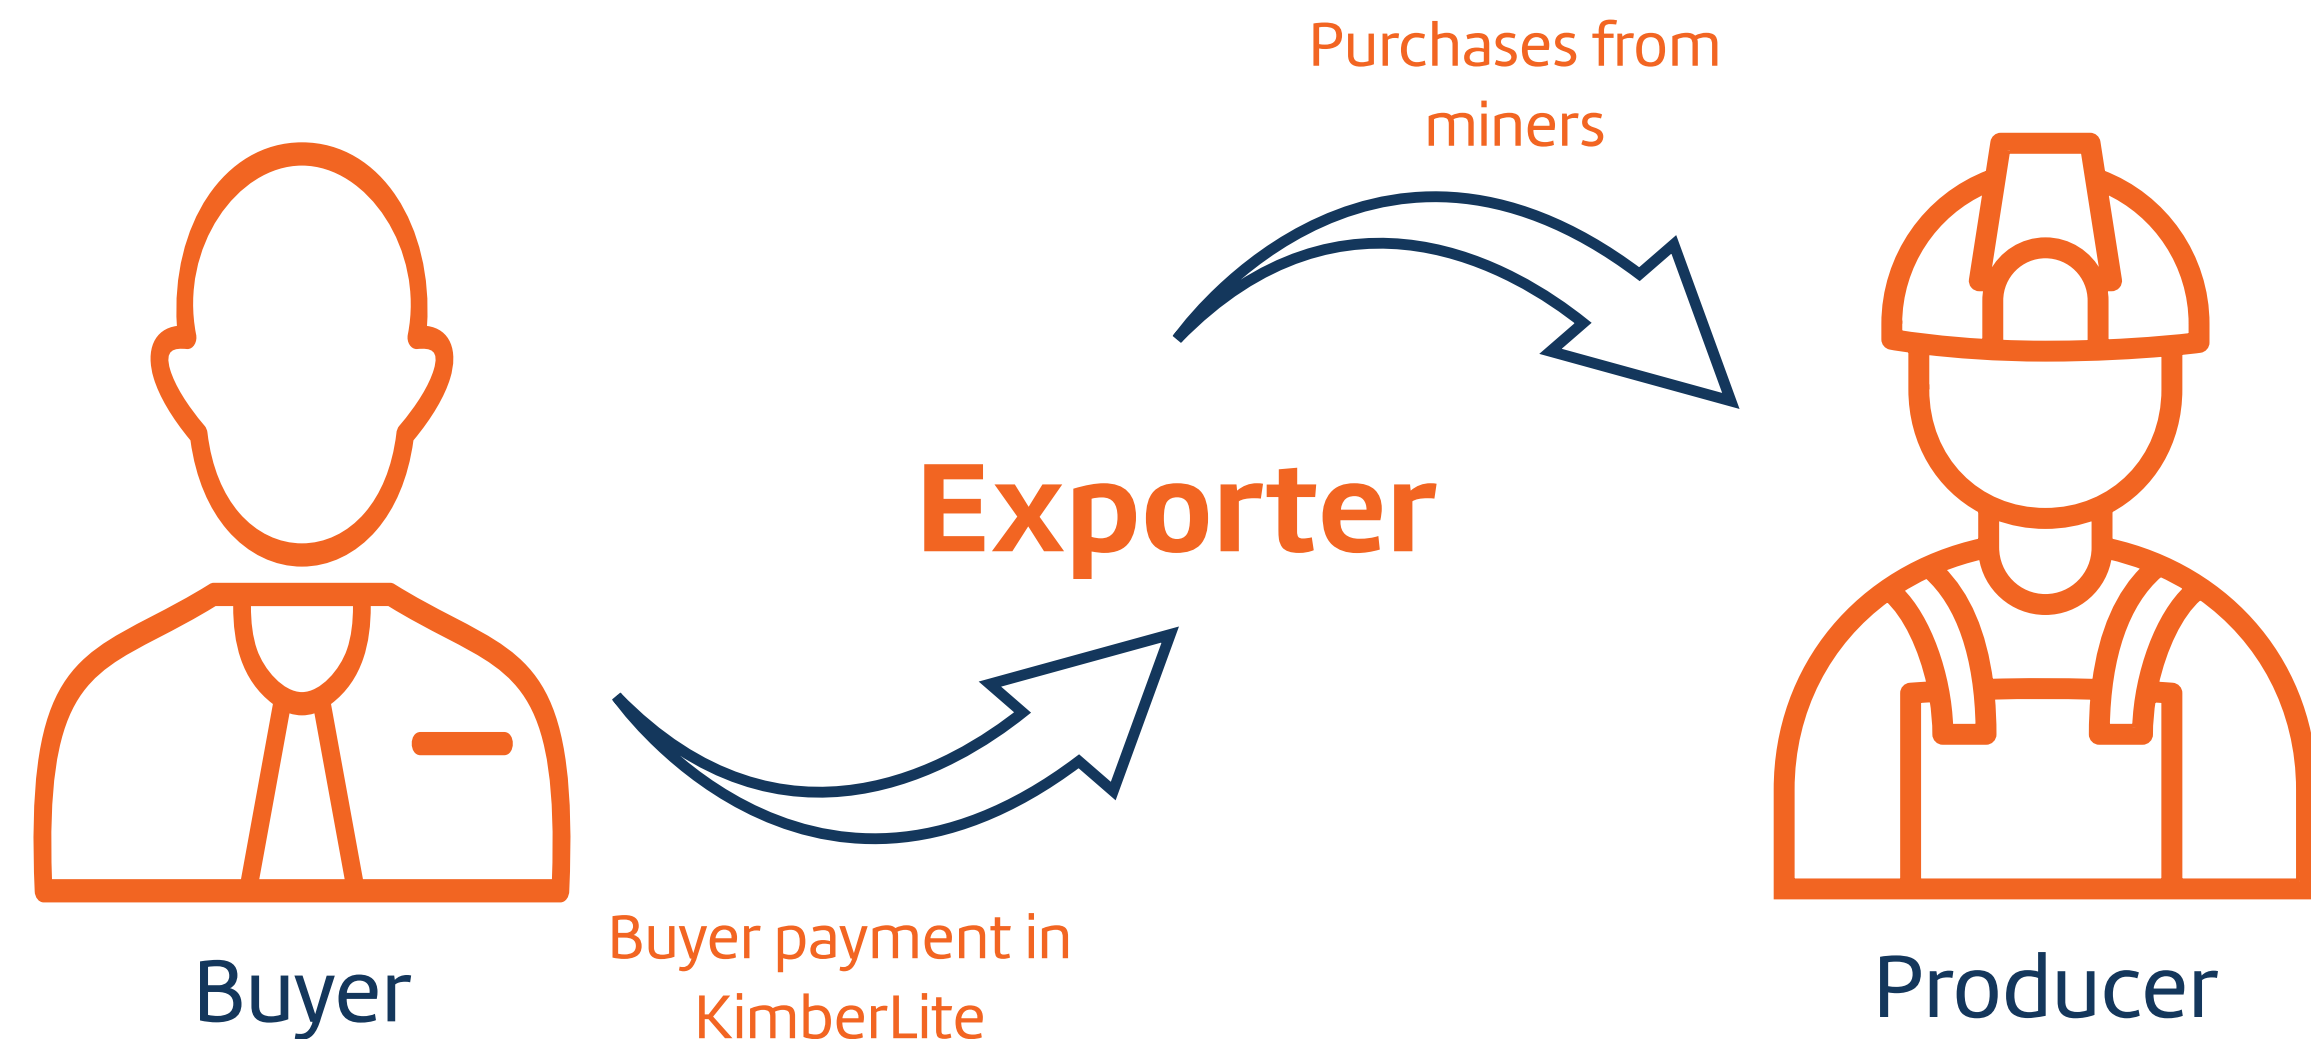 Purchases from
miners
Exporter
Buyer payment in
KimberLite
Buyer
Producer